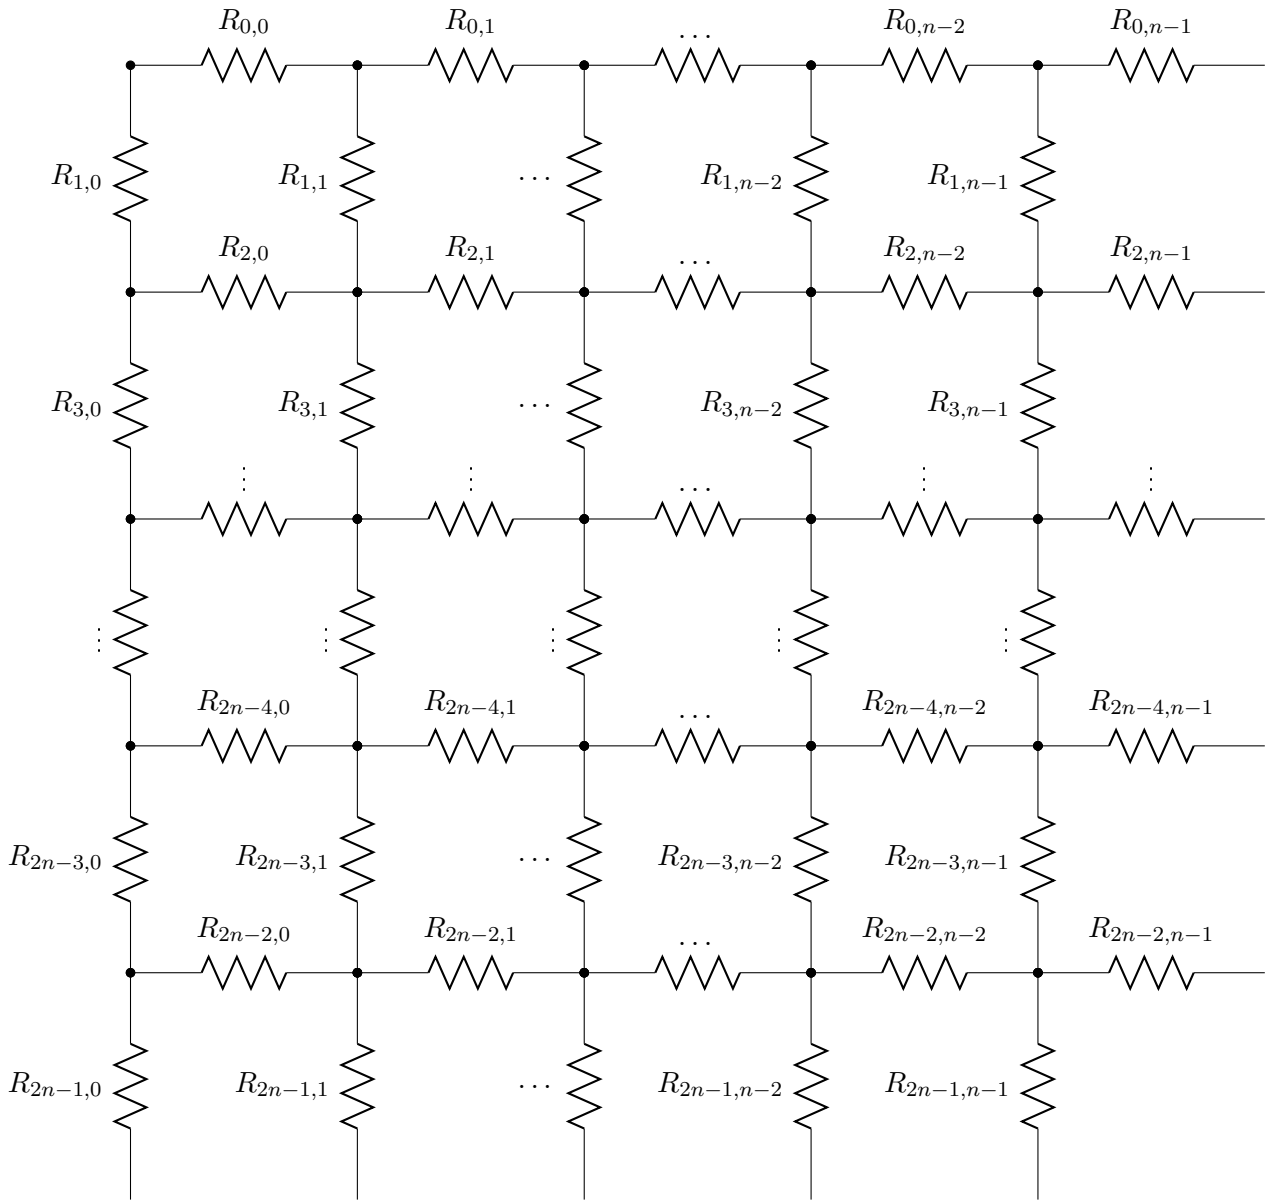 R_{0,0} R_{0,1} ... R_{0,n−2} R_{0,n−1}
R_{1,0} R_{1,1} ... R_{1,n−2} R_{1,n−1}
R_{2,0} R_{2,1} ... R_{2,n−2} R_{2,n−1}
R_{3,0} R_{3,1} ... R_{3,n−2} R_{3,n−1}
⋮ ⋮ ... ⋮ ⋮
⋮ ⋮ ⋮ ⋮ ⋮
R_{2n−4,0} R_{2n−4,1} ... R_{2n−4,n−2} R_{2n−4,n−1}
R_{2n−3,0} R_{2n−3,1} ... R_{2n−3,n−2} R_{2n−3,n−1}
R_{2n−2,0} R_{2n−2,1} ... R_{2n−2,n−2} R_{2n−2,n−1}
R_{2n−1,0} R_{2n−1,1} ... R_{2n−1,n−2} R_{2n−1,n−1}